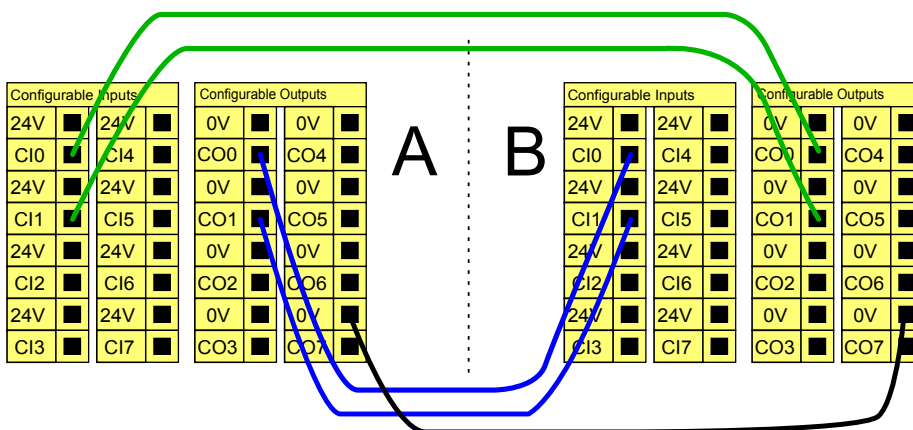 Configurable Inputs
24V 24V
CI0 CI4
24V 24V
CI1 CI5
24V 24V
CI2 CI6
24V 24V
CI3 CI7
Configurable Outputs
0V 0V
CO0 CO4
0V 0V
CO1 CO5
0V 0V
CO2 CO6
0V 0V
CO3 CO7
A
B
Configurable Inputs
24V 24V
CI0 CI4
24V 24V
CI1 CI5
24V 24V
CI2 CI6
24V 24V
CI3 CI7
Configurable Outputs
0V 0V
CO0 CO4
0V 0V
CO1 CO5
0V 0V
CO2 CO6
0V 0V
CO3 CO7